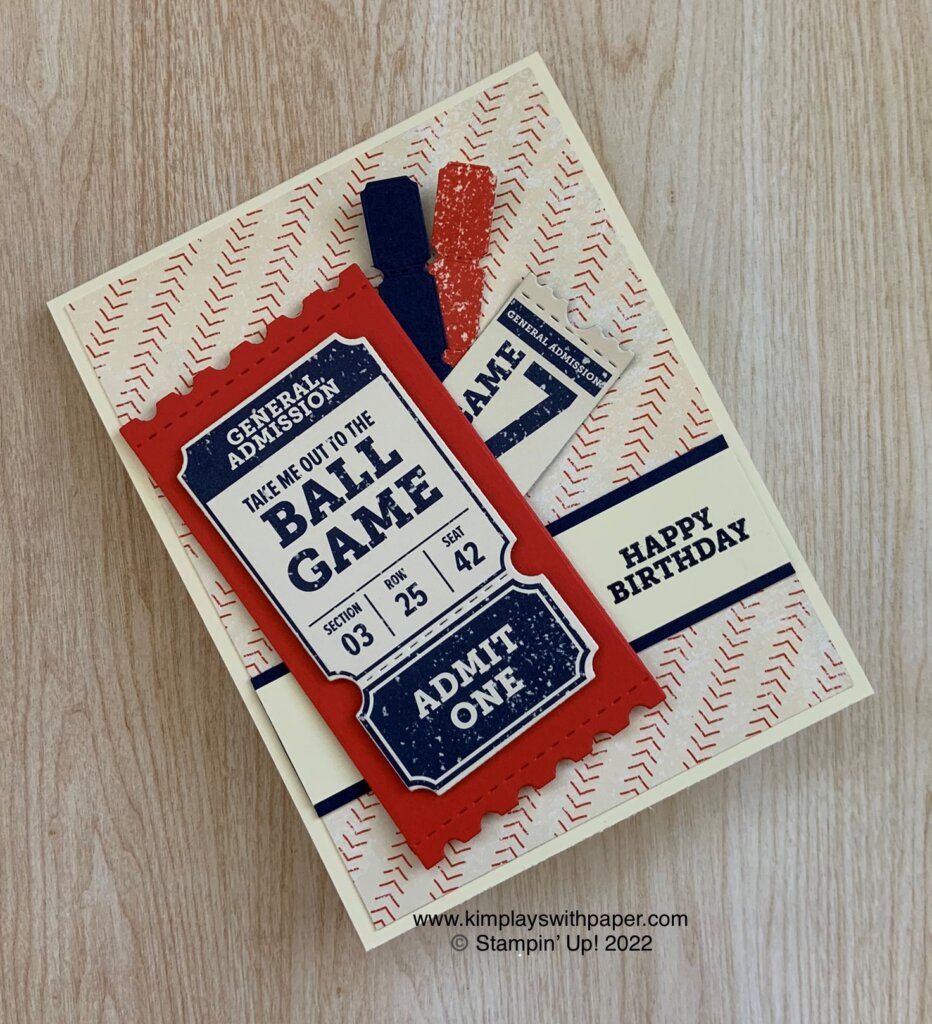 GENERAL
ADMISSION
TAKE ME OUT TO THE
BALL
GAME
SECTION
03
ROW
25
SEAT
42
ADMIT
ONE
GENERAL ADMISSION
GAME
7
HAPPY
BIRTHDAY
www.kimplayswithpaper.com
© Stampin' Up! 2022